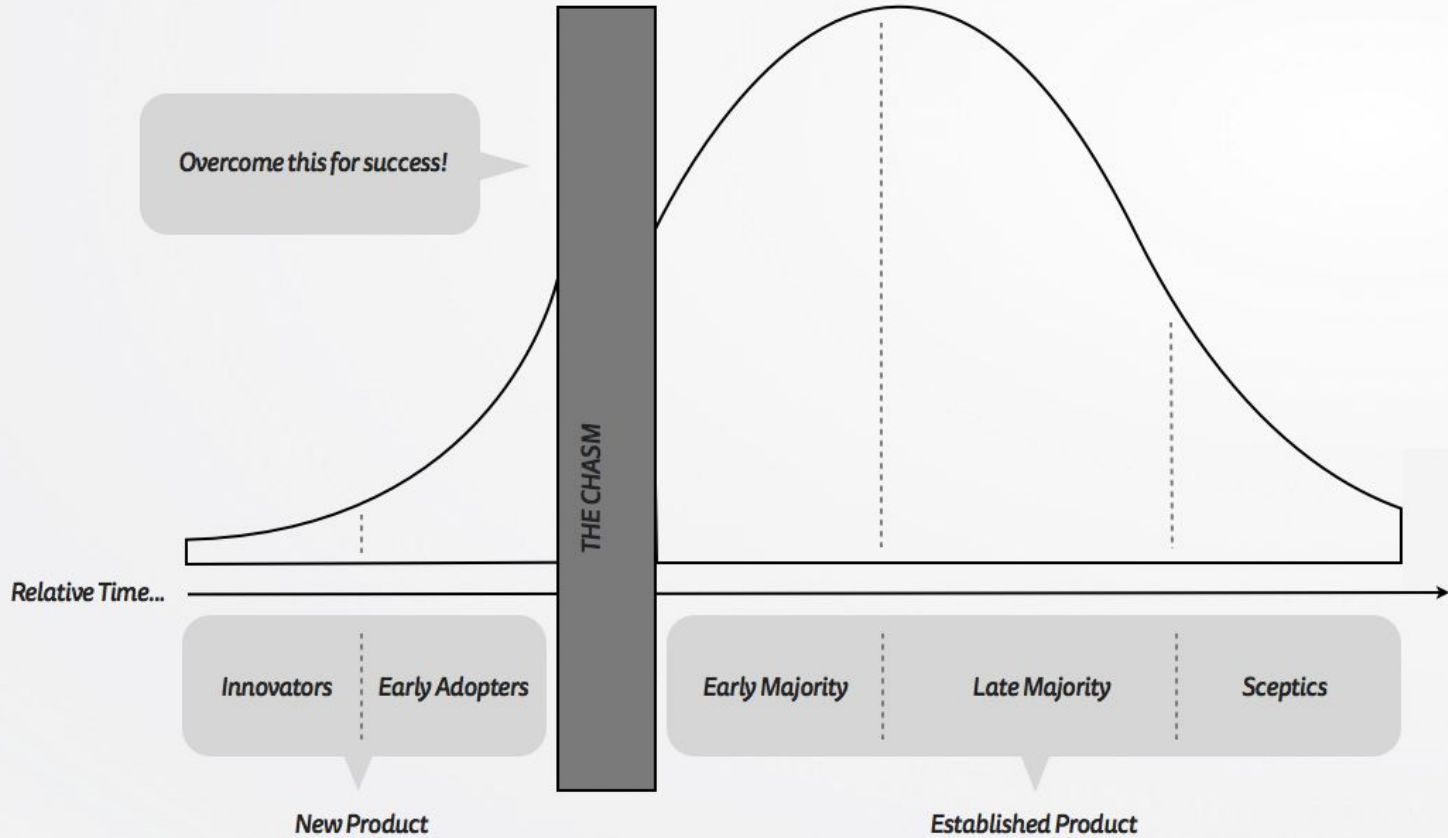 Overcome this for success!
THE CHASM
Relative Time...
Innovators
Early Adopters
Early Majority
Late Majority
Sceptics
New Product
Established Product